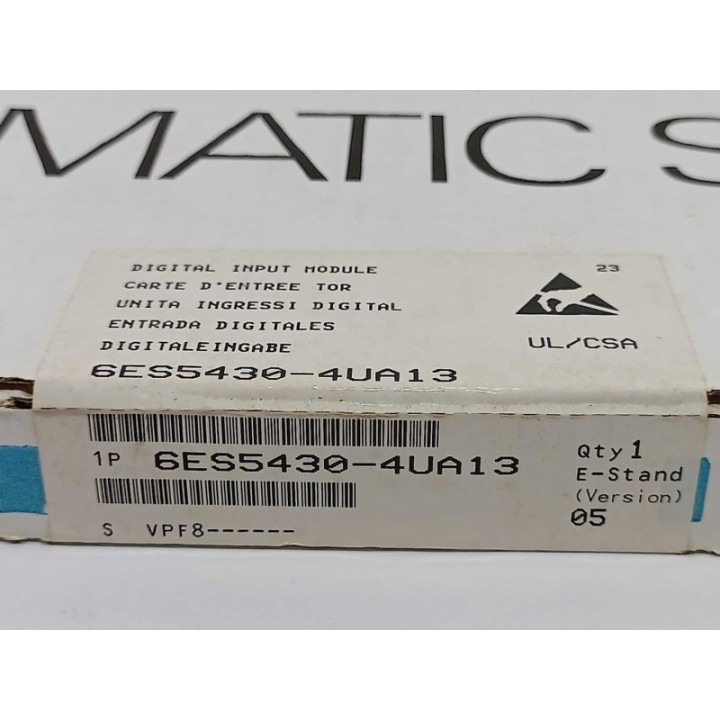 MATIC S
DIGITAL INPUT MODULE
CARTE D'ENTREE TOR
UNITA INGRESSI DIGITAL
ENTRADA DIGITALES
DIGITALEINGABE
6ES5430-4UA13
23
UL/CSA
1P 6ES5430-4UA13
S VPF8------
Qty 1
E-Stand
(Version)
05